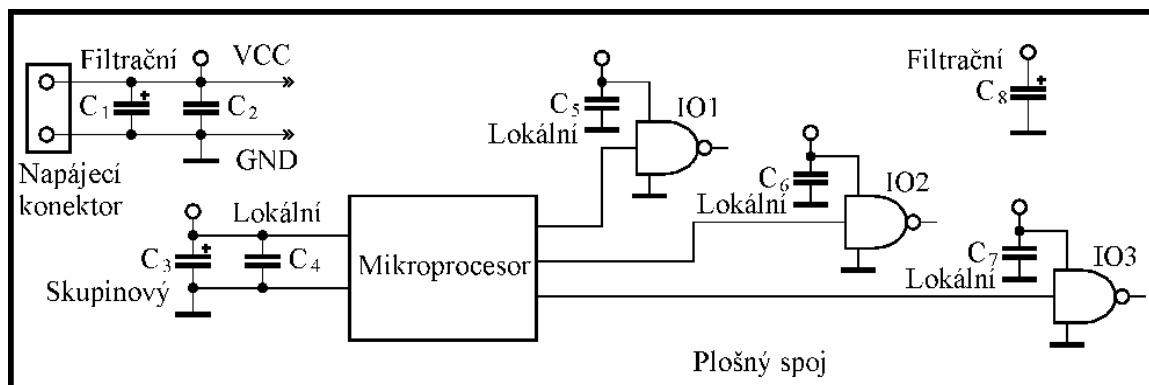 Filtrační
VCC
C1
C2
GND
Napájecí
konektor
Lokální
C3
C4
Skupinový
Mikroprocesor
C5
Lokální
IO1
C6
Lokální
IO2
Filtrační
C8
C7
Lokální
IO3
Plošný spoj